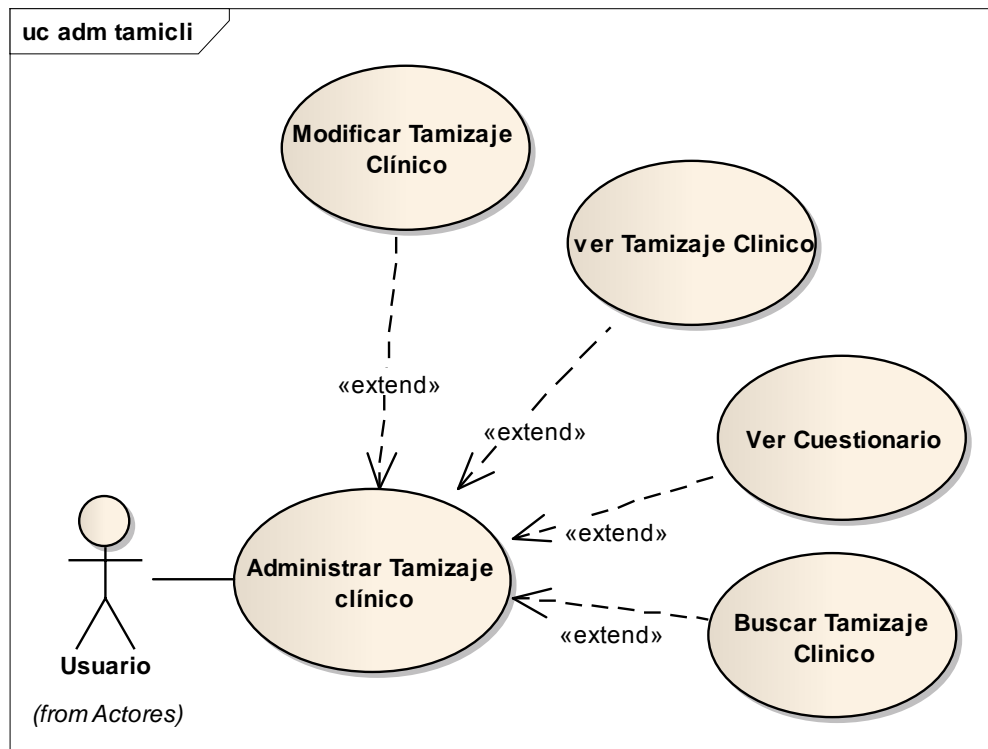 uc adm tamicli
Modificar Tamizaje
Clínico
ver Tamizaje Clinico
«extend»
«extend»
Ver Cuestionario
«extend»
Administrar Tamizaje
clínico
«extend»
Buscar Tamizaje
Clinico
Usuario
(from Actores)